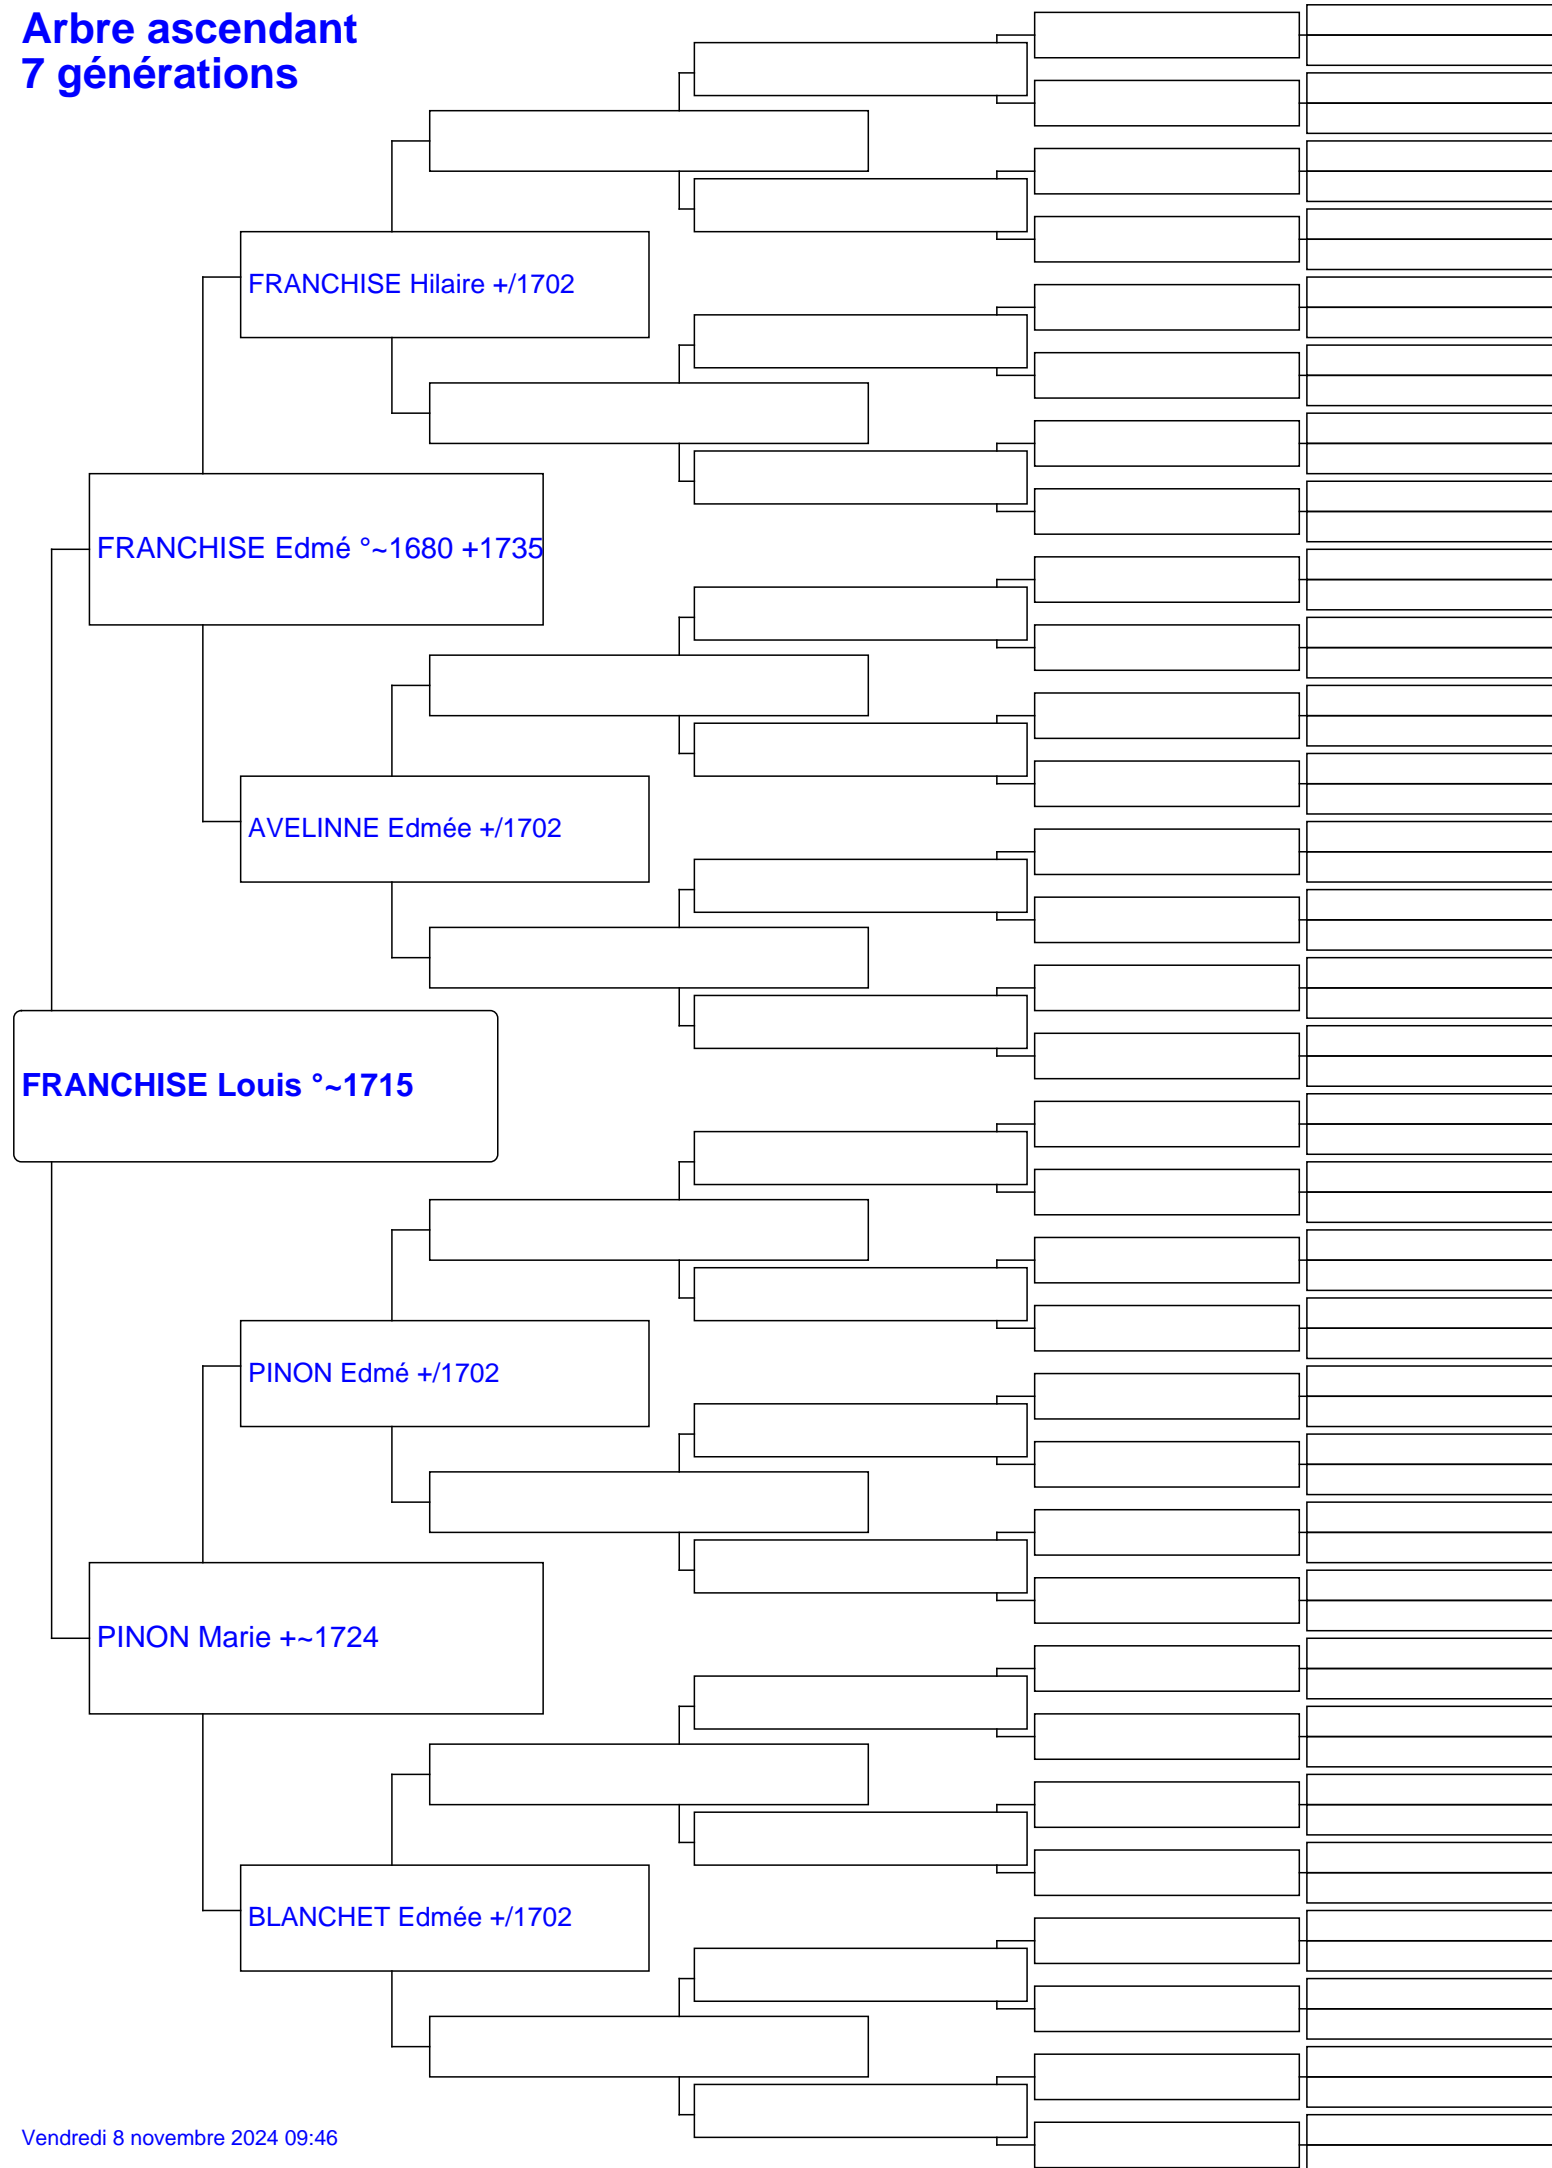 Arbre ascendant
7 générations
FRANCHISE Hilaire +/1702
FRANCHISE Edmé °~1680 +1735
AVELINNE Edmée +/1702
FRANCHISE Louis °~1715
PINON Edmé +/1702
PINON Marie +~1724
BLANCHET Edmée +/1702
Vendredi 8 novembre 2024 09:46